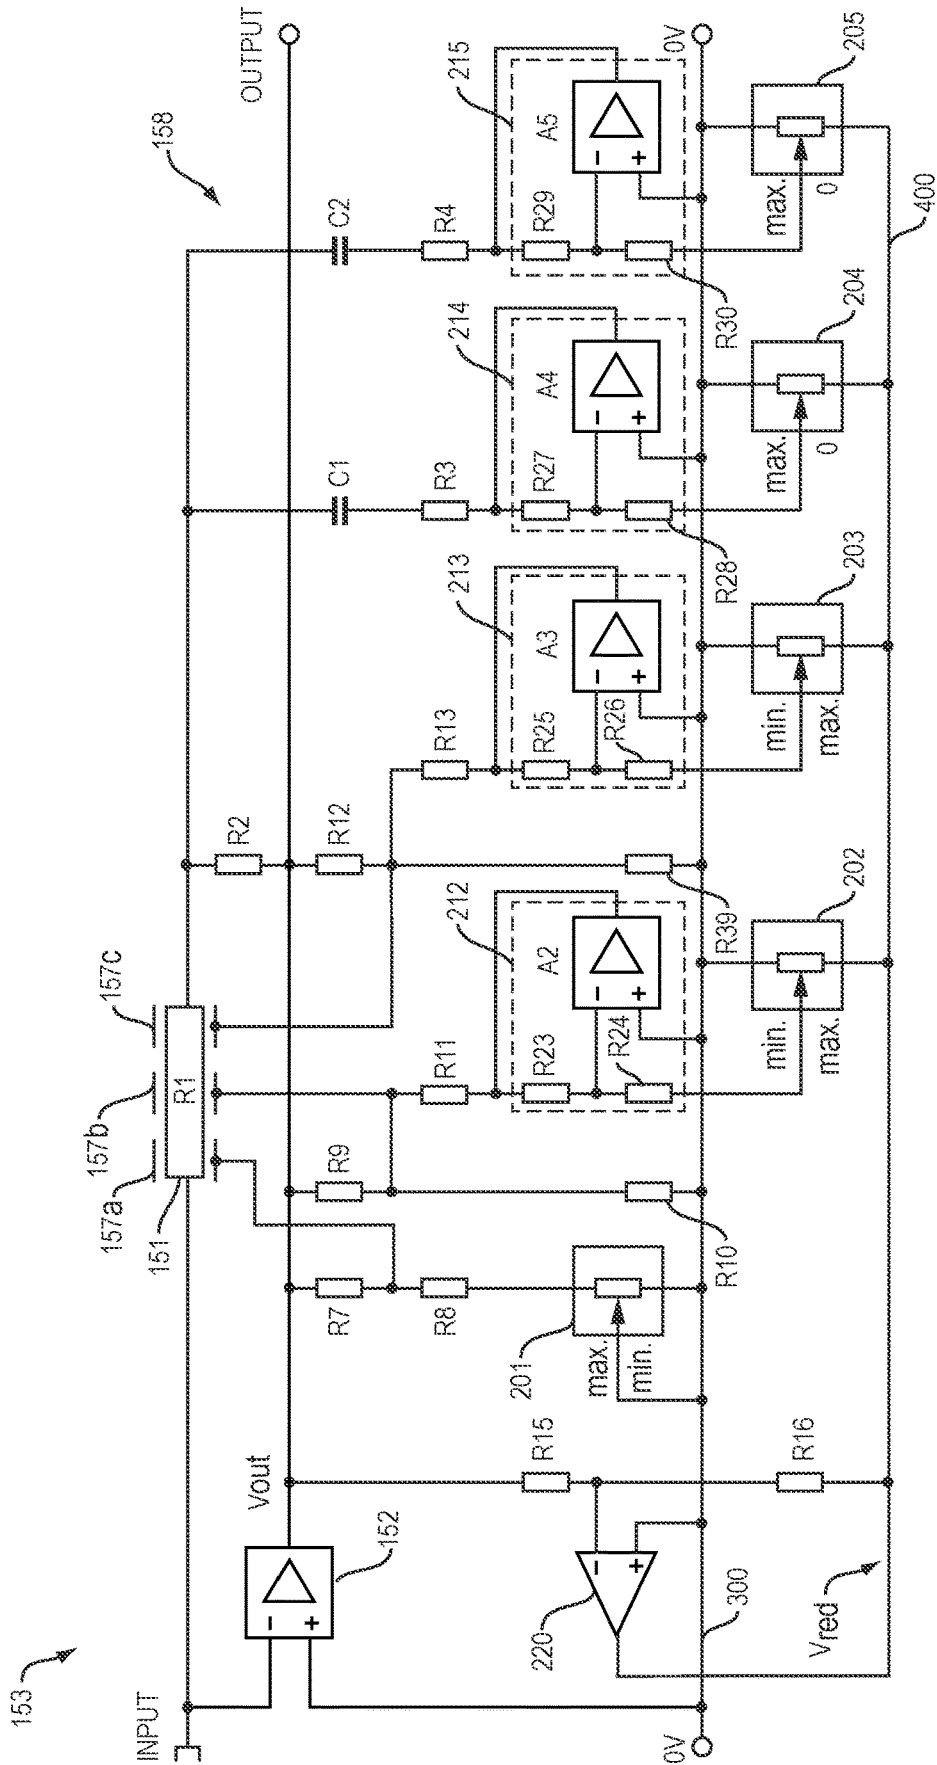 153
INPUT
0V
Vout
152
220
300
Vred
R15
R16
201
max.
min.
R7
R8
R9
R10
151
157a
157b
157c
R1
R11
R23
R24
A2
212
202
min.
max.
R2
R12
R39
R13
R25
R26
A3
213
203
min.
max.
C1
R3
R27
R28
A4
214
204
max.
0
C2
R4
R29
R30
A5
215
205
max.
0
158
OUTPUT
0V
400
− +
− +
− +
− +
− +
− +